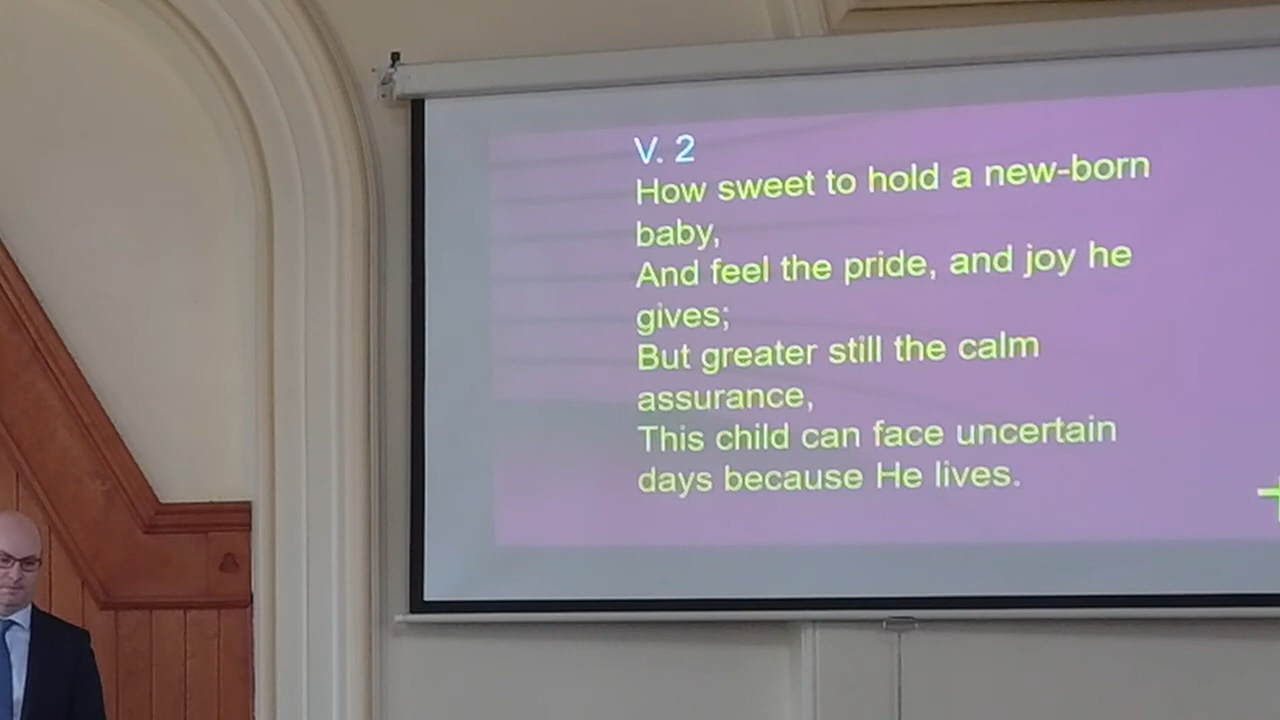 V. 2
How sweet to hold a new-born
baby,
And feel the pride, and joy he
gives;
But greater still the calm
assurance,
This child can face uncertain
days because He lives.